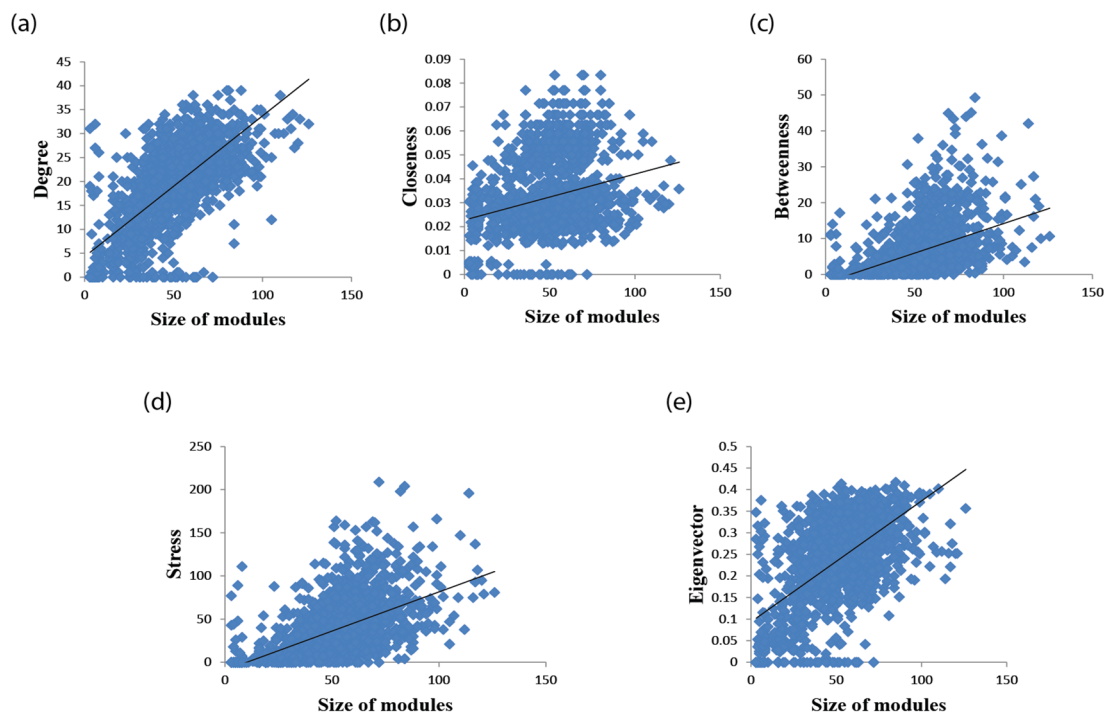 (a)
45
40
35
30
25
20
15
10
5
0
Degree
0 50 100 150
Size of modules
(b)
0.09
0.08
0.07
0.06
0.05
0.04
0.03
0.02
0.01
0
Closeness
0 50 100 150
Size of modules
(c)
60
50
40
30
20
10
0
Betweenness
0 50 100 150
Size of modules
(d)
250
200
150
100
50
0
Stress
0 50 100 150
Size of modules
(e)
0.5
0.45
0.4
0.35
0.3
0.25
0.2
0.15
0.1
0.05
0
Eigenvector
0 50 100 150
Size of modules